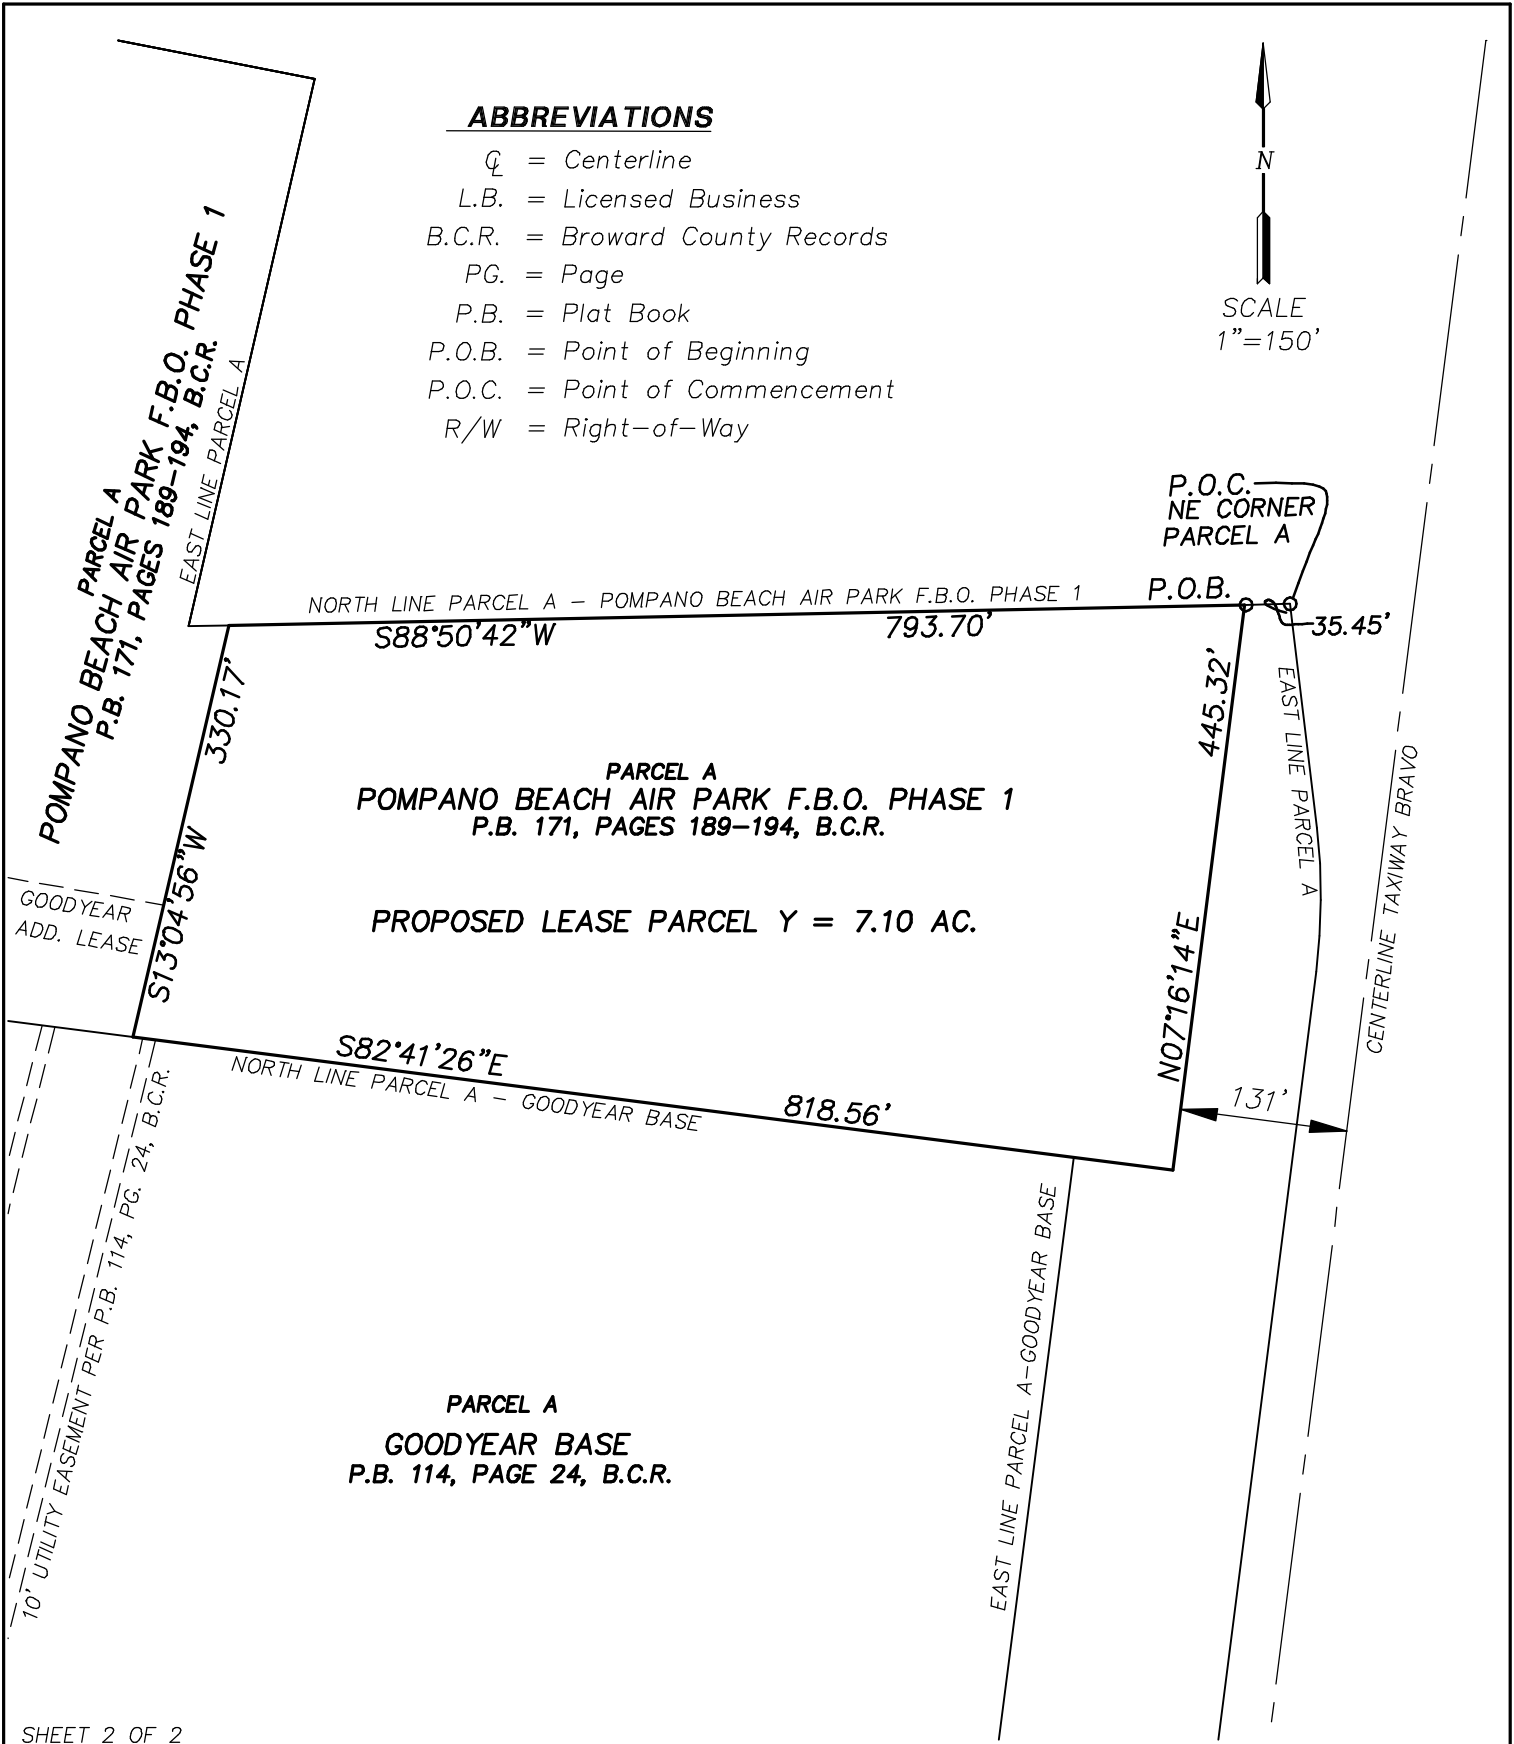 ABBREVIATIONS
℄ = Centerline
L.B. = Licensed Business
B.C.R. = Broward County Records
PG. = Page
P.B. = Plat Book
P.O.B. = Point of Beginning
P.O.C. = Point of Commencement
R/W = Right-of-Way
N
SCALE
1"=150'
PARCEL A
POMPANO BEACH AIR PARK F.B.O. PHASE 1
P.B. 171, PAGES 189-194, B.C.R.
EAST LINE PARCEL A
P.O.C.
NE CORNER
PARCEL A
P.O.B.
35.45'
NORTH LINE PARCEL A - POMPANO BEACH AIR PARK F.B.O. PHASE 1
S88°50'42"W
793.70'
330.17'
S13°04'56"W
445.32'
N07°16'14"E
EAST LINE PARCEL A
CENTERLINE TAXIWAY BRAVO
PARCEL A
POMPANO BEACH AIR PARK F.B.O. PHASE 1
P.B. 171, PAGES 189-194, B.C.R.
PROPOSED LEASE PARCEL Y = 7.10 AC.
GOODYEAR
ADD. LEASE
S82°41'26"E
818.56'
NORTH LINE PARCEL A - GOODYEAR BASE
131'
10' UTILITY EASEMENT PER P.B. 114, PG. 24, B.C.R.
EAST LINE PARCEL A-GOODYEAR BASE
PARCEL A
GOODYEAR BASE
P.B. 114, PAGE 24, B.C.R.
SHEET 2 OF 2